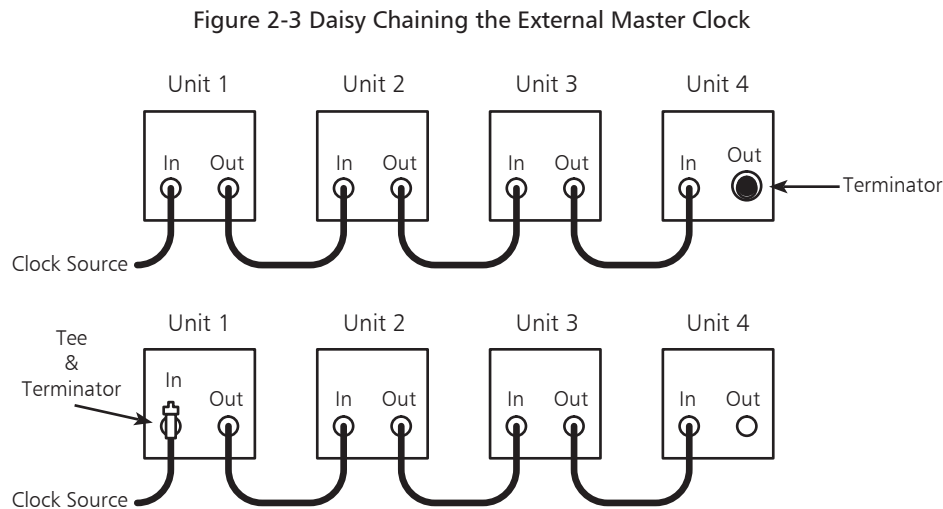 Figure 2-3 Daisy Chaining the External Master Clock
Unit 1 Unit 2 Unit 3 Unit 4
In Out In Out In Out In Out
Terminator
Clock Source
Unit 1 Unit 2 Unit 3 Unit 4
Tee
&
Terminator
In Out In Out In Out In Out
Clock Source